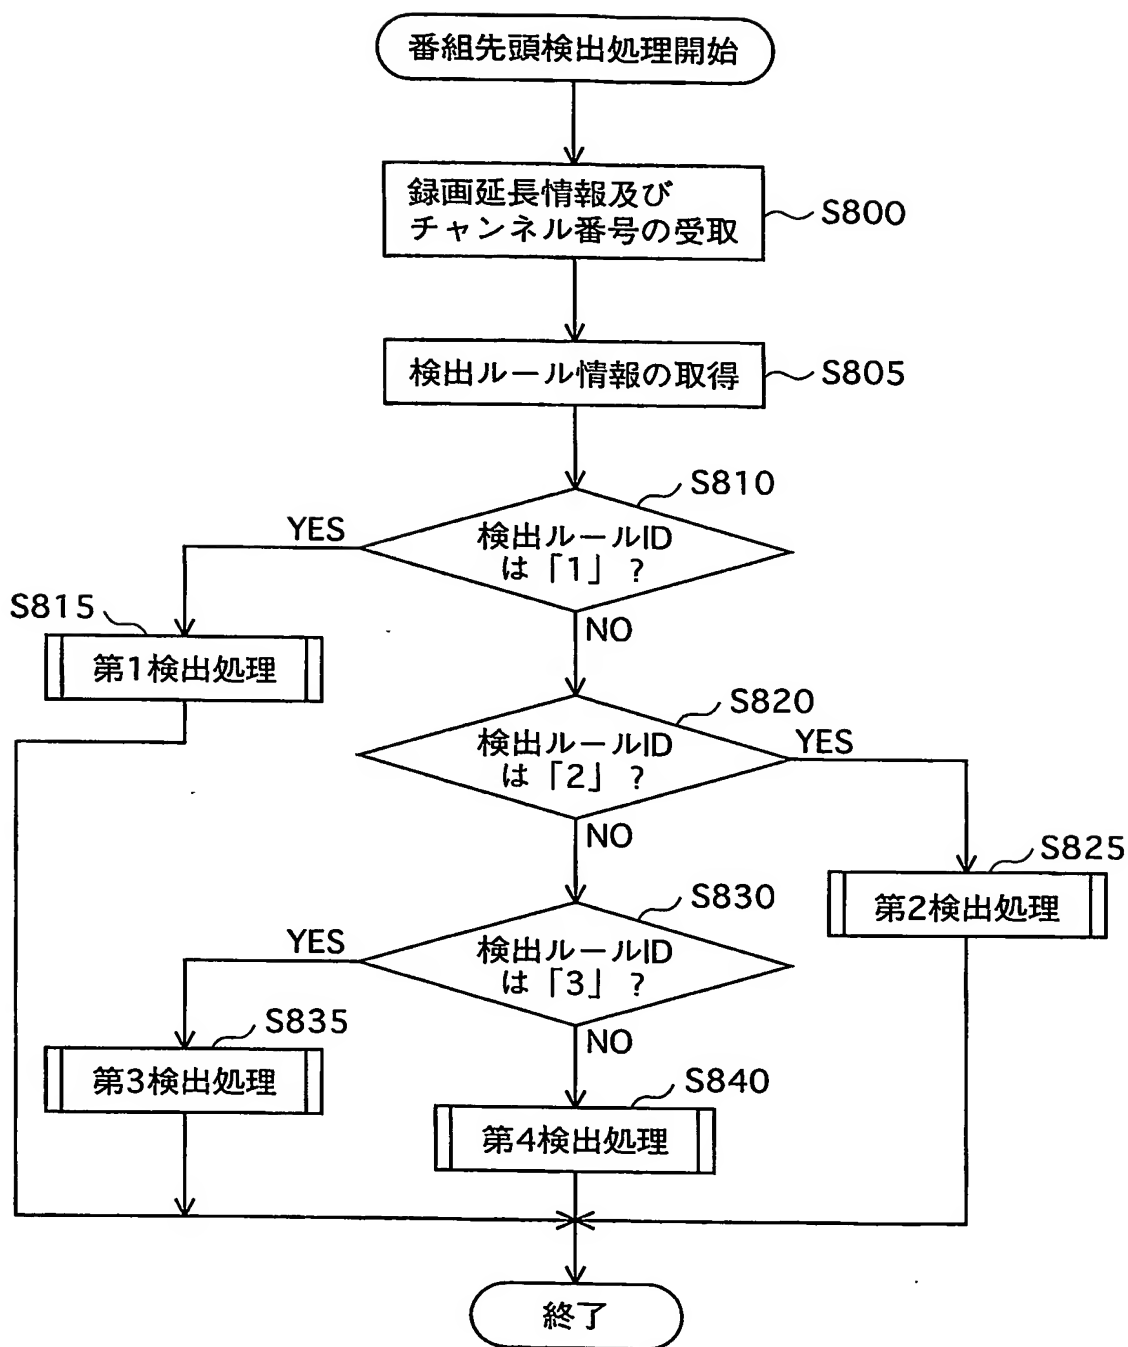 番組先頭検出処理開始
録画延長情報及び
チャンネル番号の受取
S800
検出ルール情報の取得
S805
S810
検出ルールID
は「1」?
YES
NO
S815
第1検出処理
S820
検出ルールID
は「2」?
YES
NO
S825
第2検出処理
S830
検出ルールID
は「3」?
YES
NO
S835
第3検出処理
S840
第4検出処理
終了